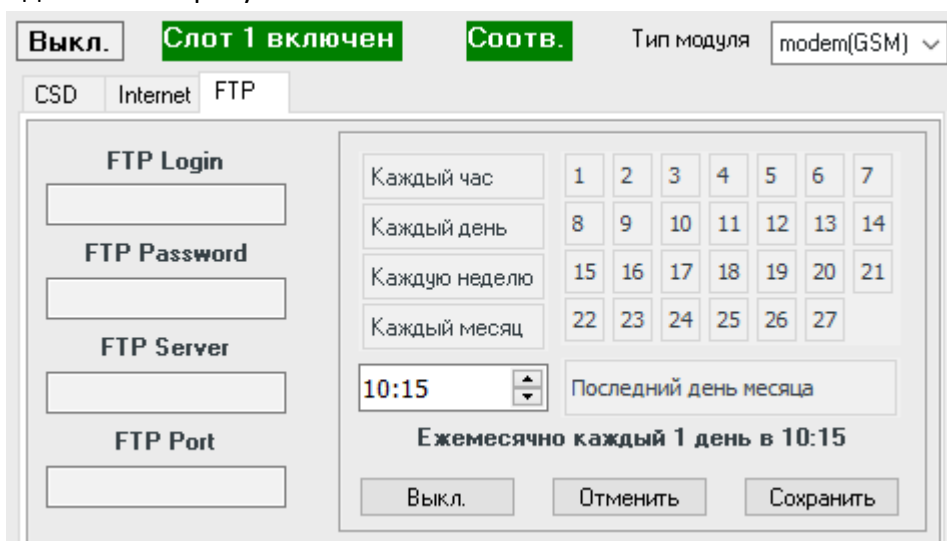 Выкл. Слот 1 включен Соотв. Тип модуля modem(GSM)
CSD Internet FTP
FTP Login
FTP Password
FTP Server
FTP Port
Каждый час 1 2 3 4 5 6 7
Каждый день 8 9 10 11 12 13 14
Каждую неделю 15 16 17 18 19 20 21
Каждый месяц 22 23 24 25 26 27
10:15 Последний день месяца
Ежемесячно каждый 1 день в 10:15
Выкл. Отменить Сохранить